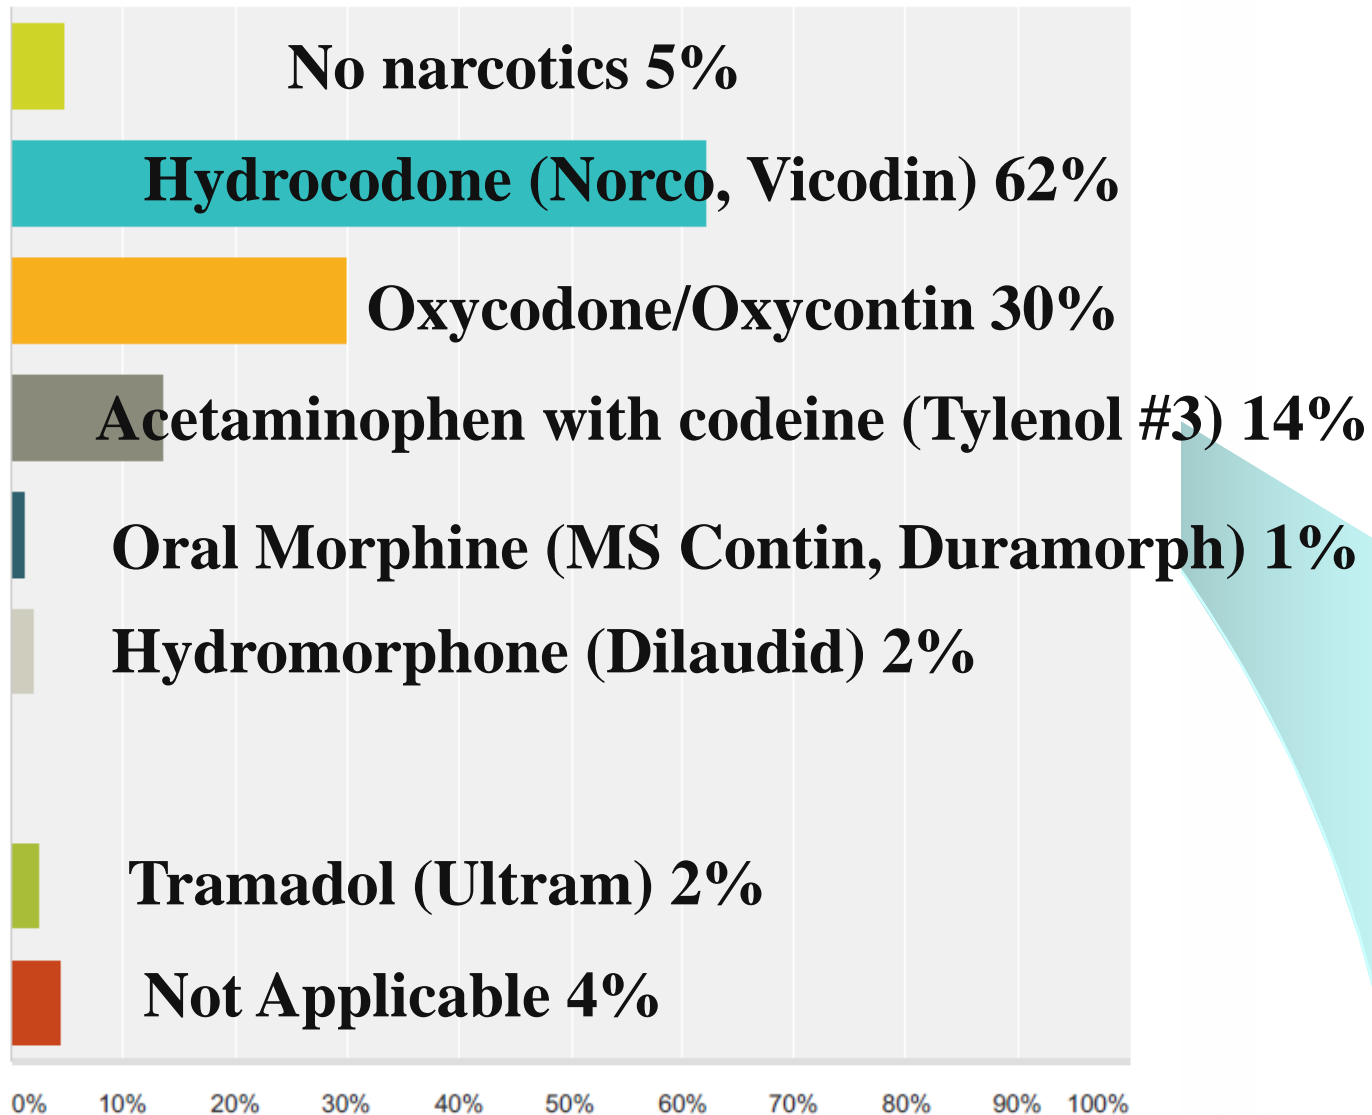 No narcotics 5%
Hydrocodone (Norco, Vicodin) 62%
Oxycodone/Oxycontin 30%
Acetaminophen with codeine (Tylenol #3) 14%
Oral Morphine (MS Contin, Duramorph) 1%
Hydromorphone (Dilaudid) 2%
Tramadol (Ultram) 2%
Not Applicable 4%
0% 10% 20% 30% 40% 50% 60% 70% 80% 90% 100%